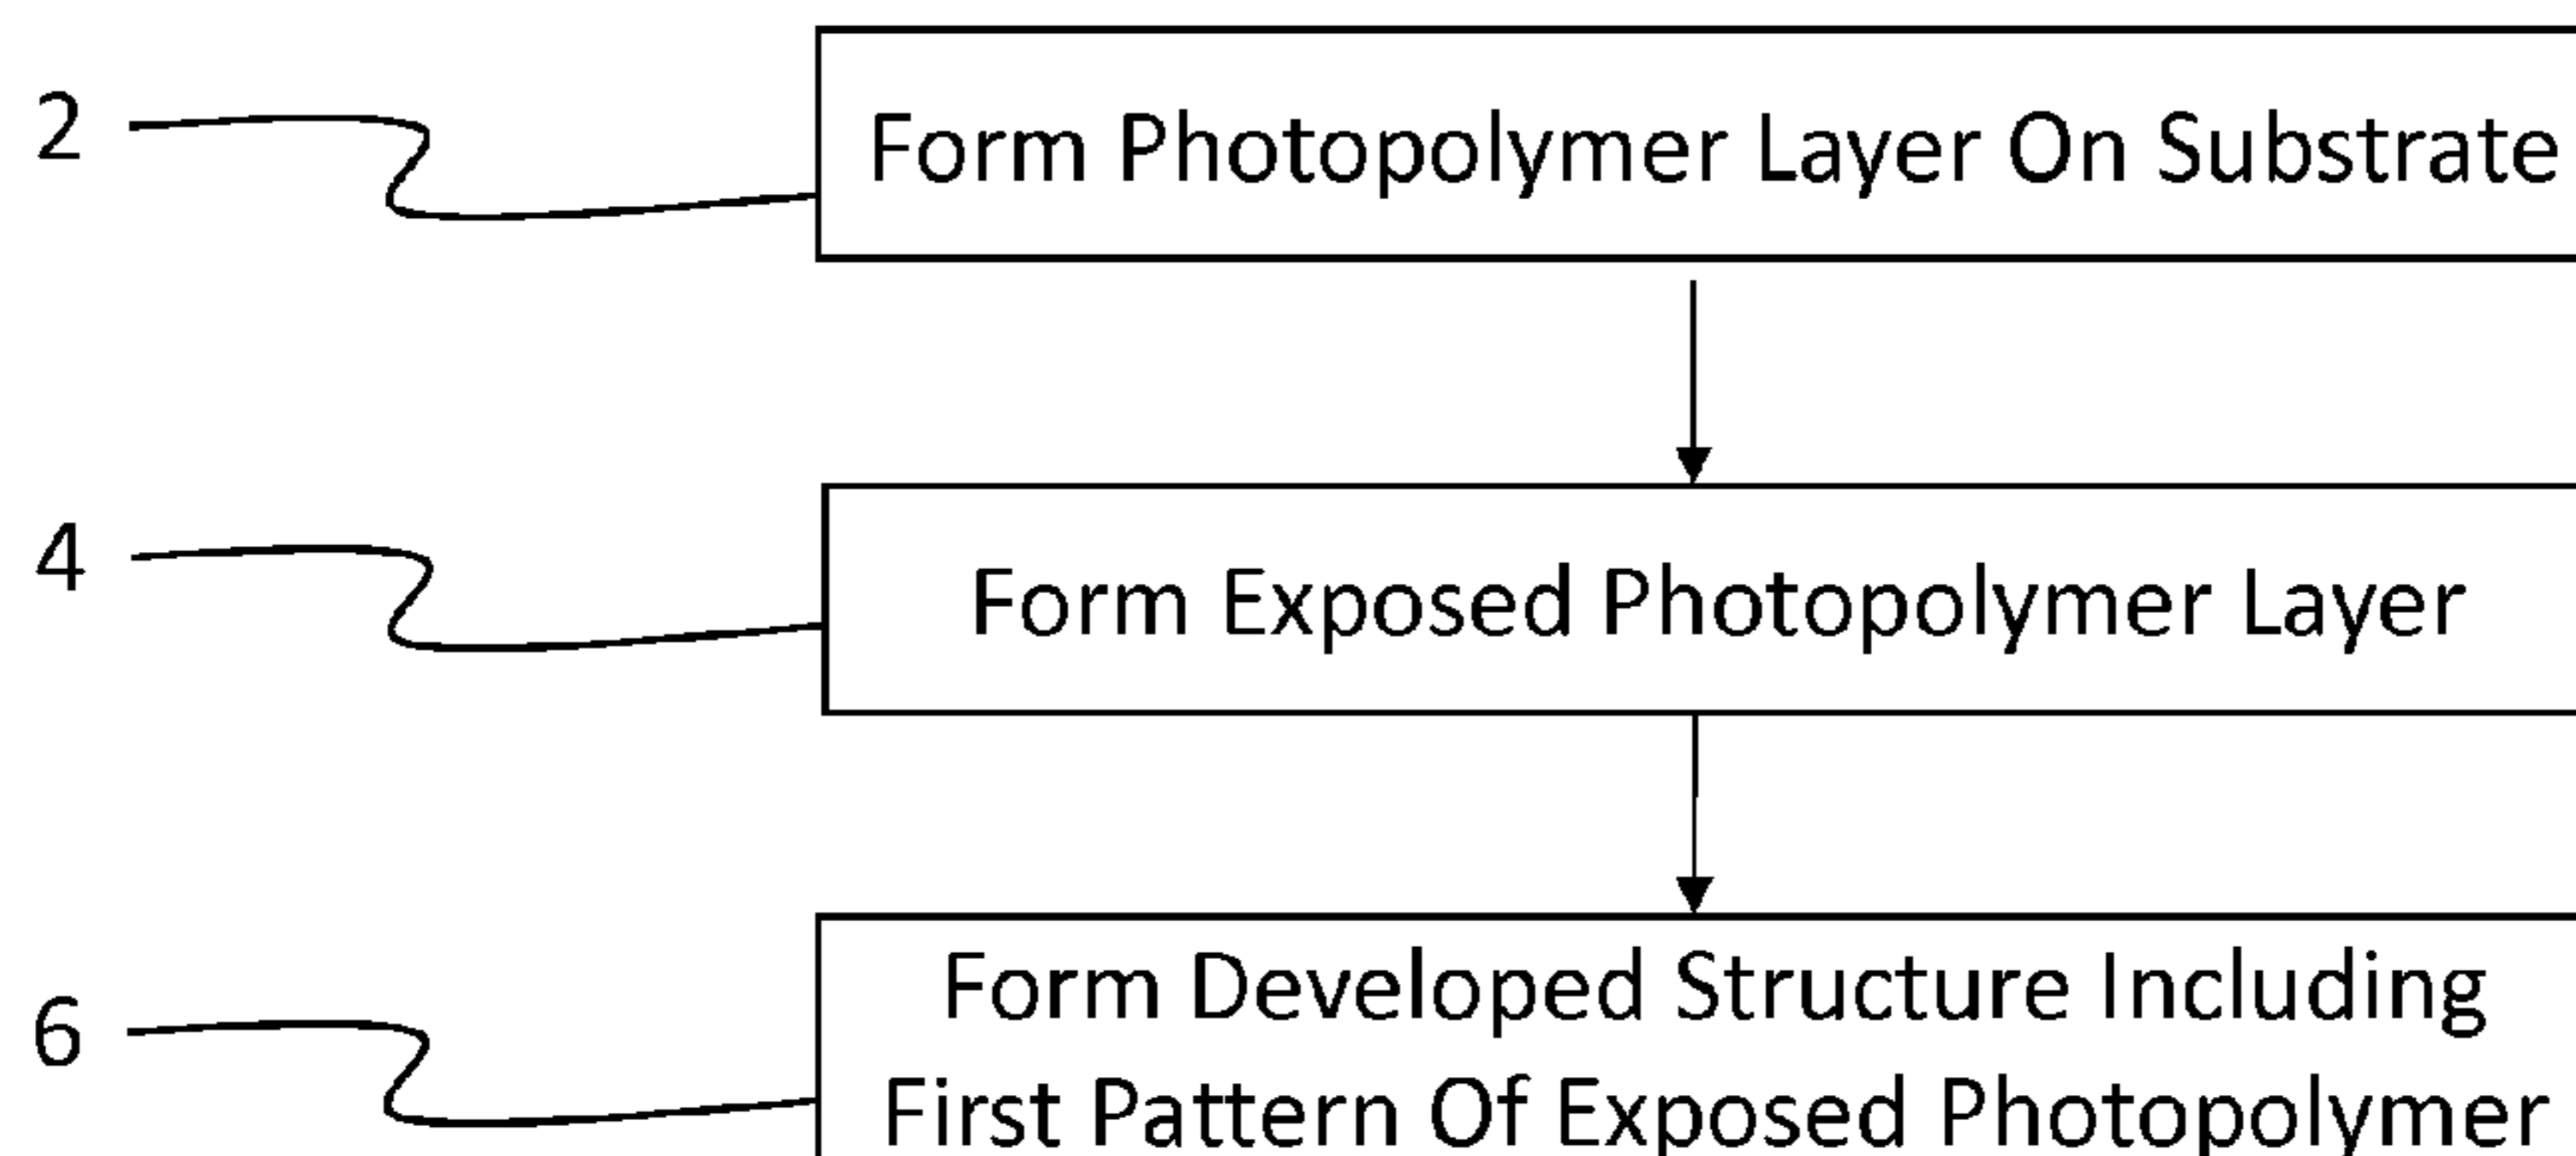 2
Form Photopolymer Layer On Substrate
4
Form Exposed Photopolymer Layer
6
Form Developed Structure Including
First Pattern Of Exposed Photopolymer